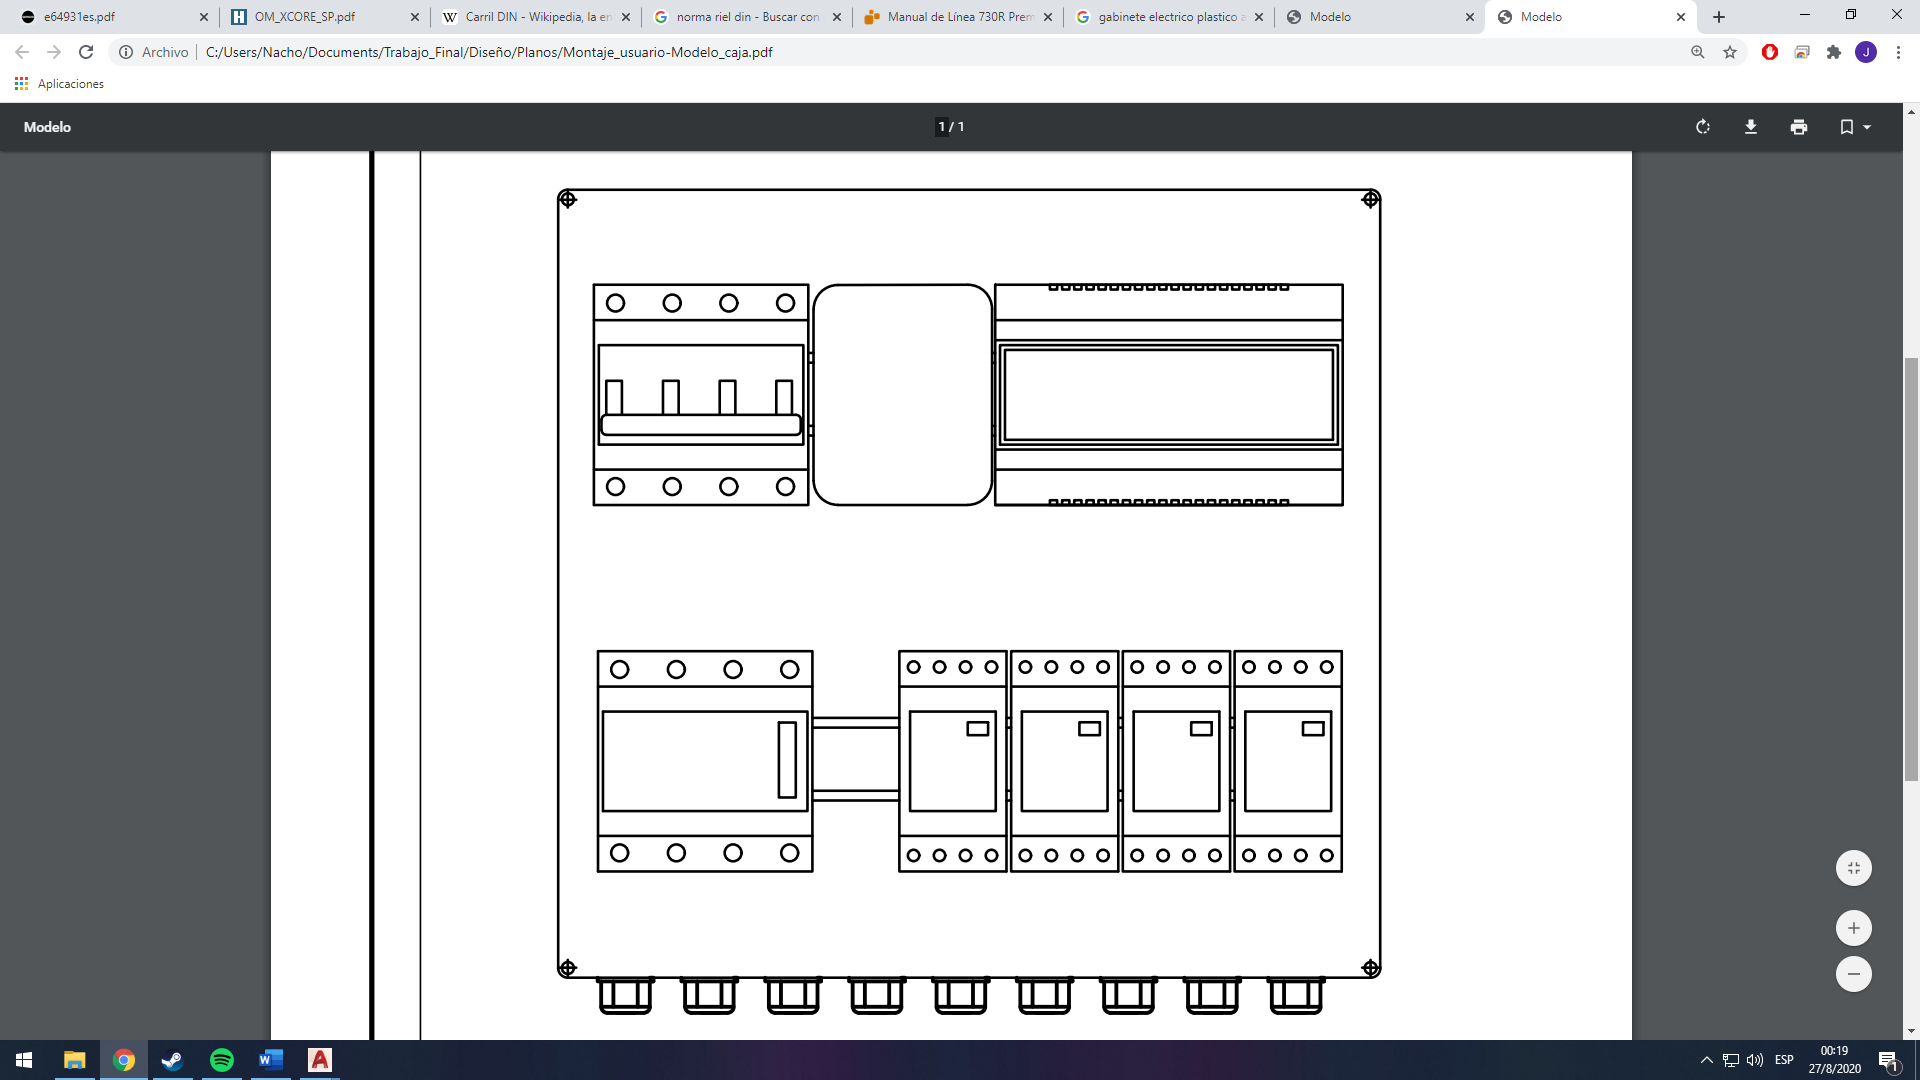 e64931es.pdf
OM_XCORE_SP.pdf
Carril DIN - Wikipedia, la en
norma riel din - Buscar con
Manual de Línea 730R Prem
gabinete electrico plastico a
Modelo
Modelo
Archivo
C:/Users/Nacho/Documents/Trabajo_Final/Diseño/Planos/Montaje_usuario-Modelo_caja.pdf
J
Aplicaciones
Modelo
1 / 1
ESP
00:19
27/8/2020
1